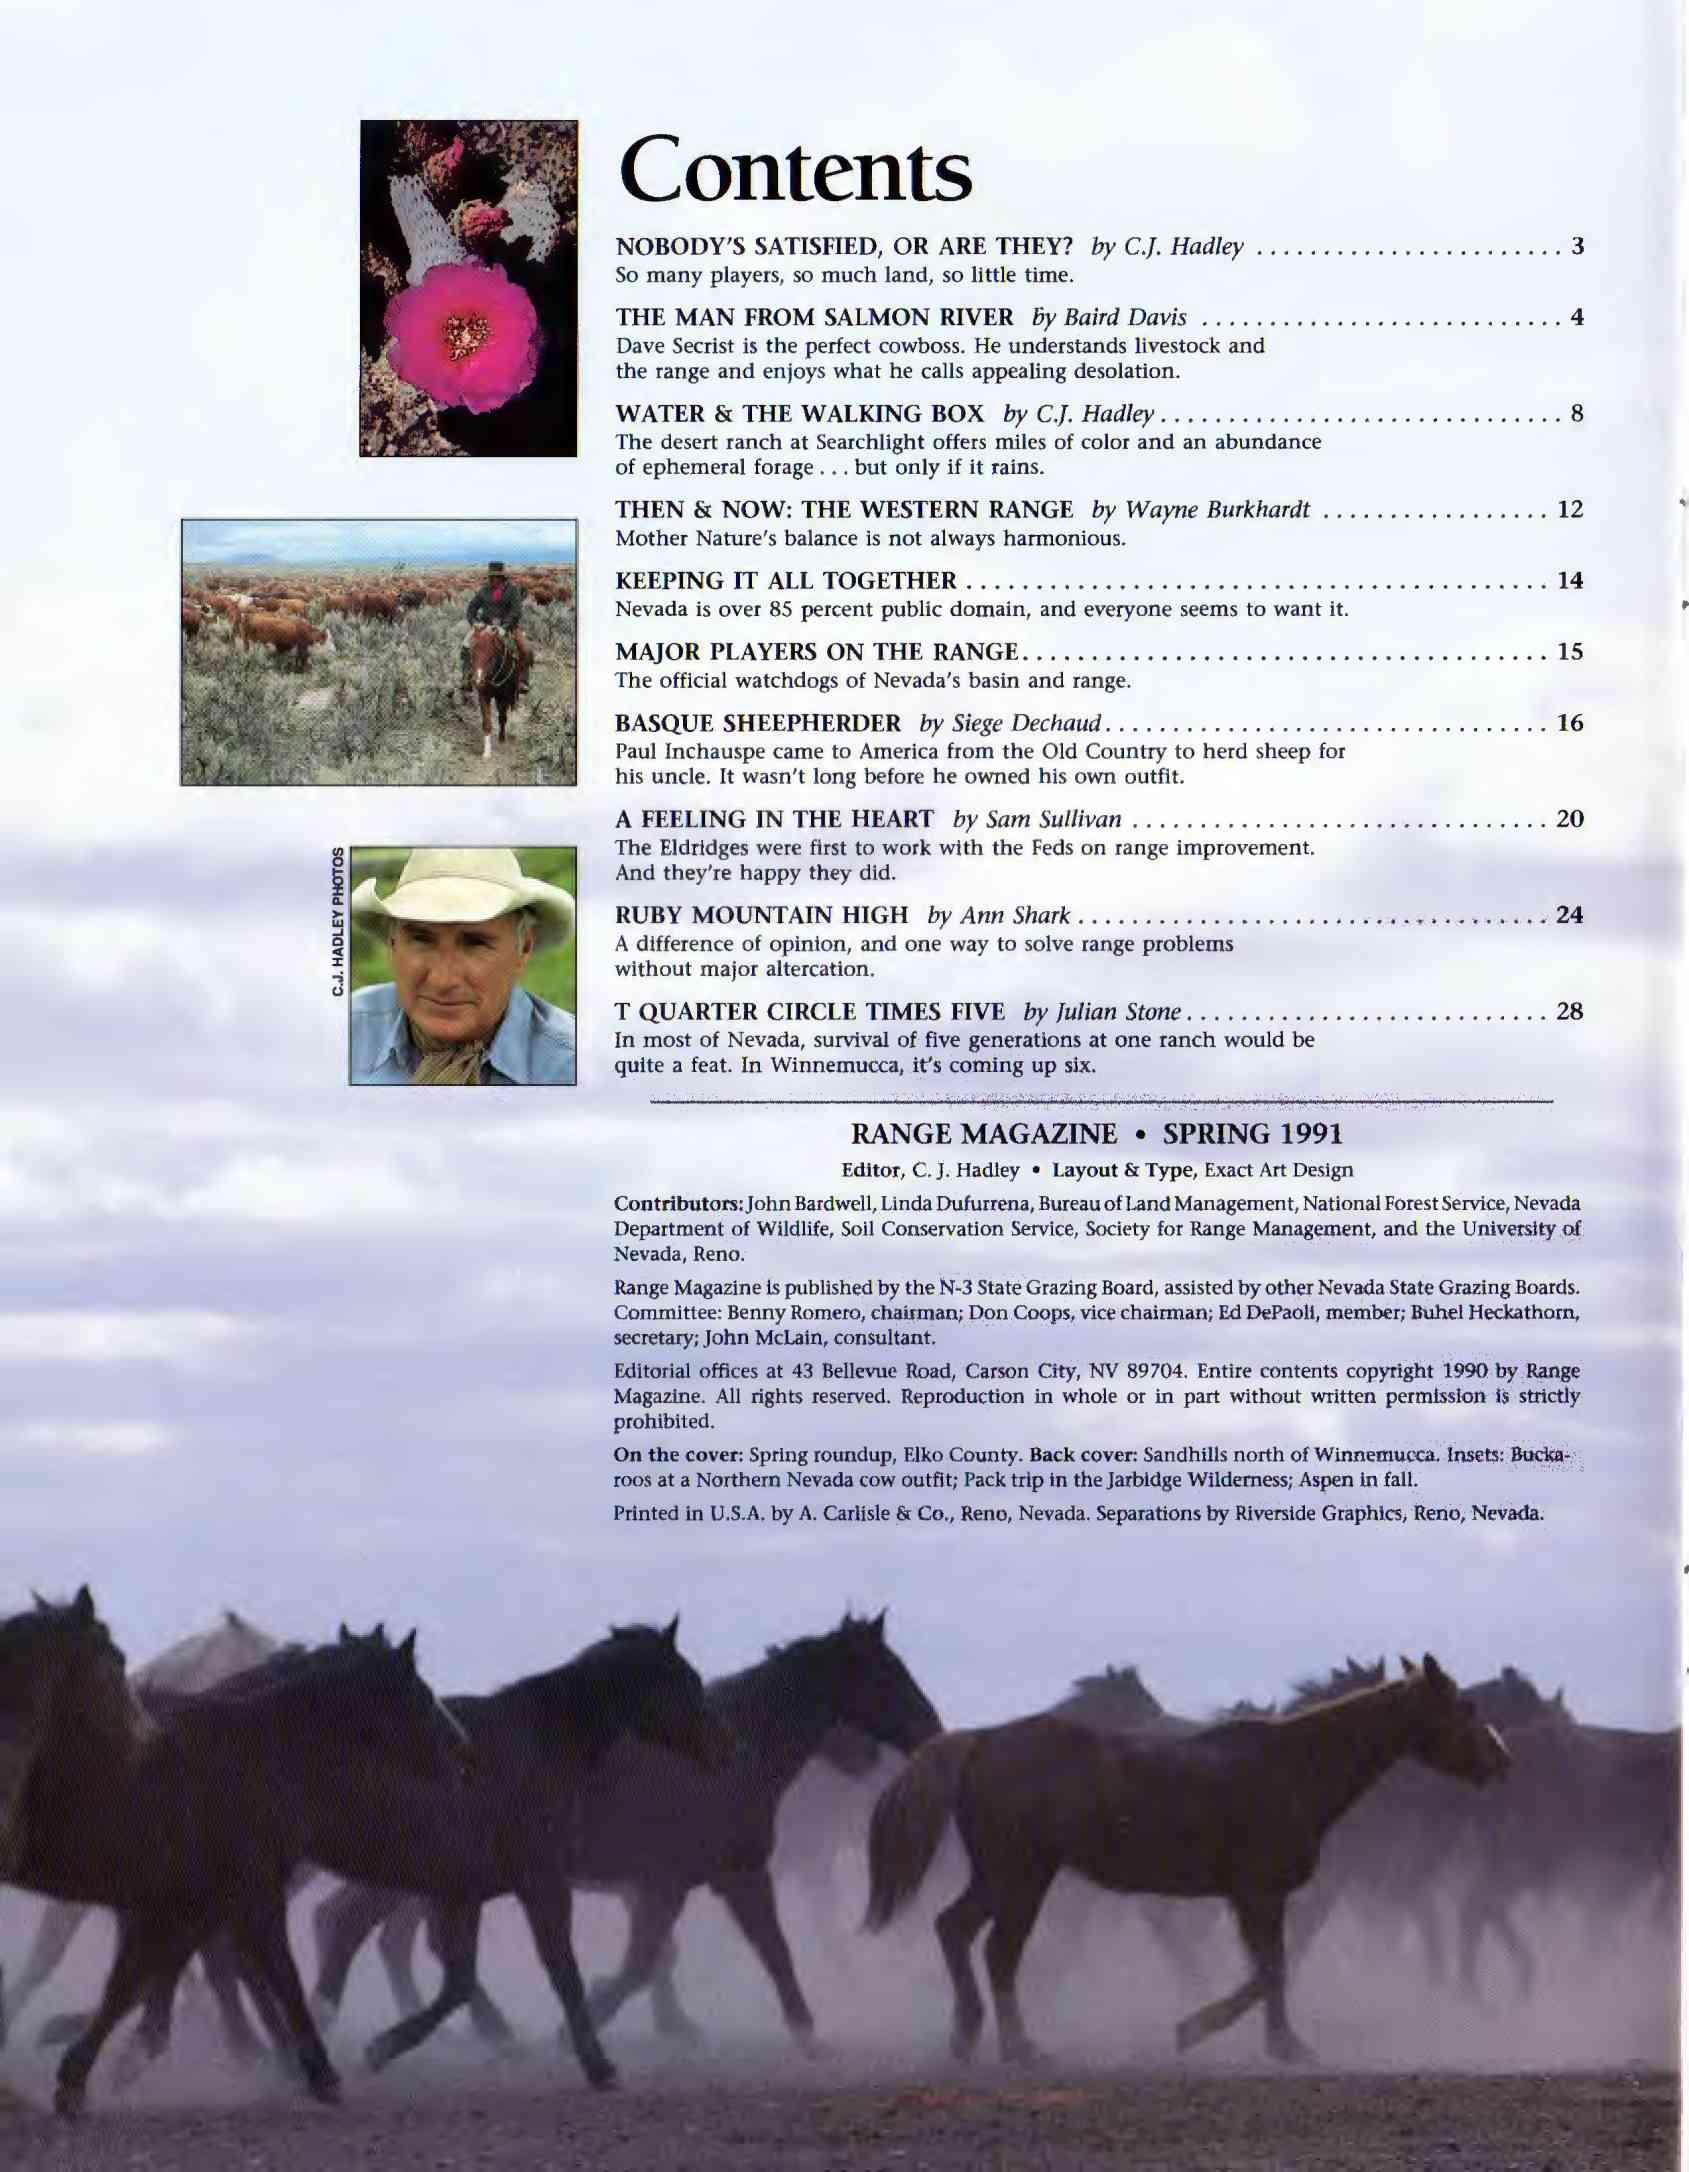 Contents
NOBODY'S SATISFIED, OR ARE THEY? by C.J. Hadley . . . . . . . . . . . . . . . . . . . . . . . 3
So many players, so much land, so little time.
THE MAN FROM SALMON RIVER by Baird Davis . . . . . . . . . . . . . . . . . . . . . . . . . . . 4
Dave Secrist is the perfect cowboss. He understands livestock and
the range and enjoys what he calls appealing desolation.
WATER & THE WALKING BOX by C.J. Hadley . . . . . . . . . . . . . . . . . . . . . . . . . . . . . . 8
The desert ranch at Searchlight offers miles of color and an abundance
of ephemeral forage . . . but only if it rains.
THEN & NOW: THE WESTERN RANGE by Wayne Burkhardt . . . . . . . . . . . . . . . . . 12
Mother Nature's balance is not always harmonious.
KEEPING IT ALL TOGETHER . . . . . . . . . . . . . . . . . . . . . . . . . . . . . . . . . . . . . . . . . . 14
Nevada is over 85 percent public domain, and everyone seems to want it.
MAJOR PLAYERS ON THE RANGE. . . . . . . . . . . . . . . . . . . . . . . . . . . . . . . . . . . . . . 15
The official watchdogs of Nevada's basin and range.
BASQUE SHEEPHERDER by Siege Dechaud. . . . . . . . . . . . . . . . . . . . . . . . . . . . . . . . . 16
Paul Inchauspe came to America from the Old Country to herd sheep for
his uncle. It wasn't long before he owned his own outfit.
A FEELING IN THE HEART by Sam Sullivan . . . . . . . . . . . . . . . . . . . . . . . . . . . . . . . 20
The Eldridges were first to work with the Feds on range improvement.
And they're happy they did.
C.J. HADLEY PHOTOS
RUBY MOUNTAIN HIGH by Ann Shark . . . . . . . . . . . . . . . . . . . . . . . . . . . . . . . . . . . 24
A difference of opinion, and one way to solve range problems
without major altercation.
T QUARTER CIRCLE TIMES FIVE by Julian Stone . . . . . . . . . . . . . . . . . . . . . . . . . . . 28
In most of Nevada, survival of five generations at one ranch would be
quite a feat. In Winnemucca, it's coming up six.
RANGE MAGAZINE • SPRING 1991
Editor, C. J. Hadley • Layout & Type, Exact Art Design
Contributors: John Bardwell, Linda Dufurrena, Bureau of Land Management, National Forest Service, Nevada
Department of Wildlife, Soil Conservation Service, Society for Range Management, and the University of
Nevada, Reno.
Range Magazine is published by the N-3 State Grazing Board, assisted by other Nevada State Grazing Boards.
Committee: Benny Romero, chairman; Don Coops, vice chairman; Ed DePaoli, member; Buhel Heckathorn,
secretary; John McLain, consultant.
Editorial offices at 43 Bellevue Road, Carson City, NV 89704. Entire contents copyright 1990 by Range
Magazine. All rights reserved. Reproduction in whole or in part without written permission is strictly
prohibited.
On the cover: Spring roundup, Elko County. Back cover: Sandhills north of Winnemucca. Insets: Bucka-
roos at a Northern Nevada cow outfit; Pack trip in the Jarbidge Wilderness; Aspen in fall.
Printed in U.S.A. by A. Carlisle & Co., Reno, Nevada. Separations by Riverside Graphics, Reno, Nevada.